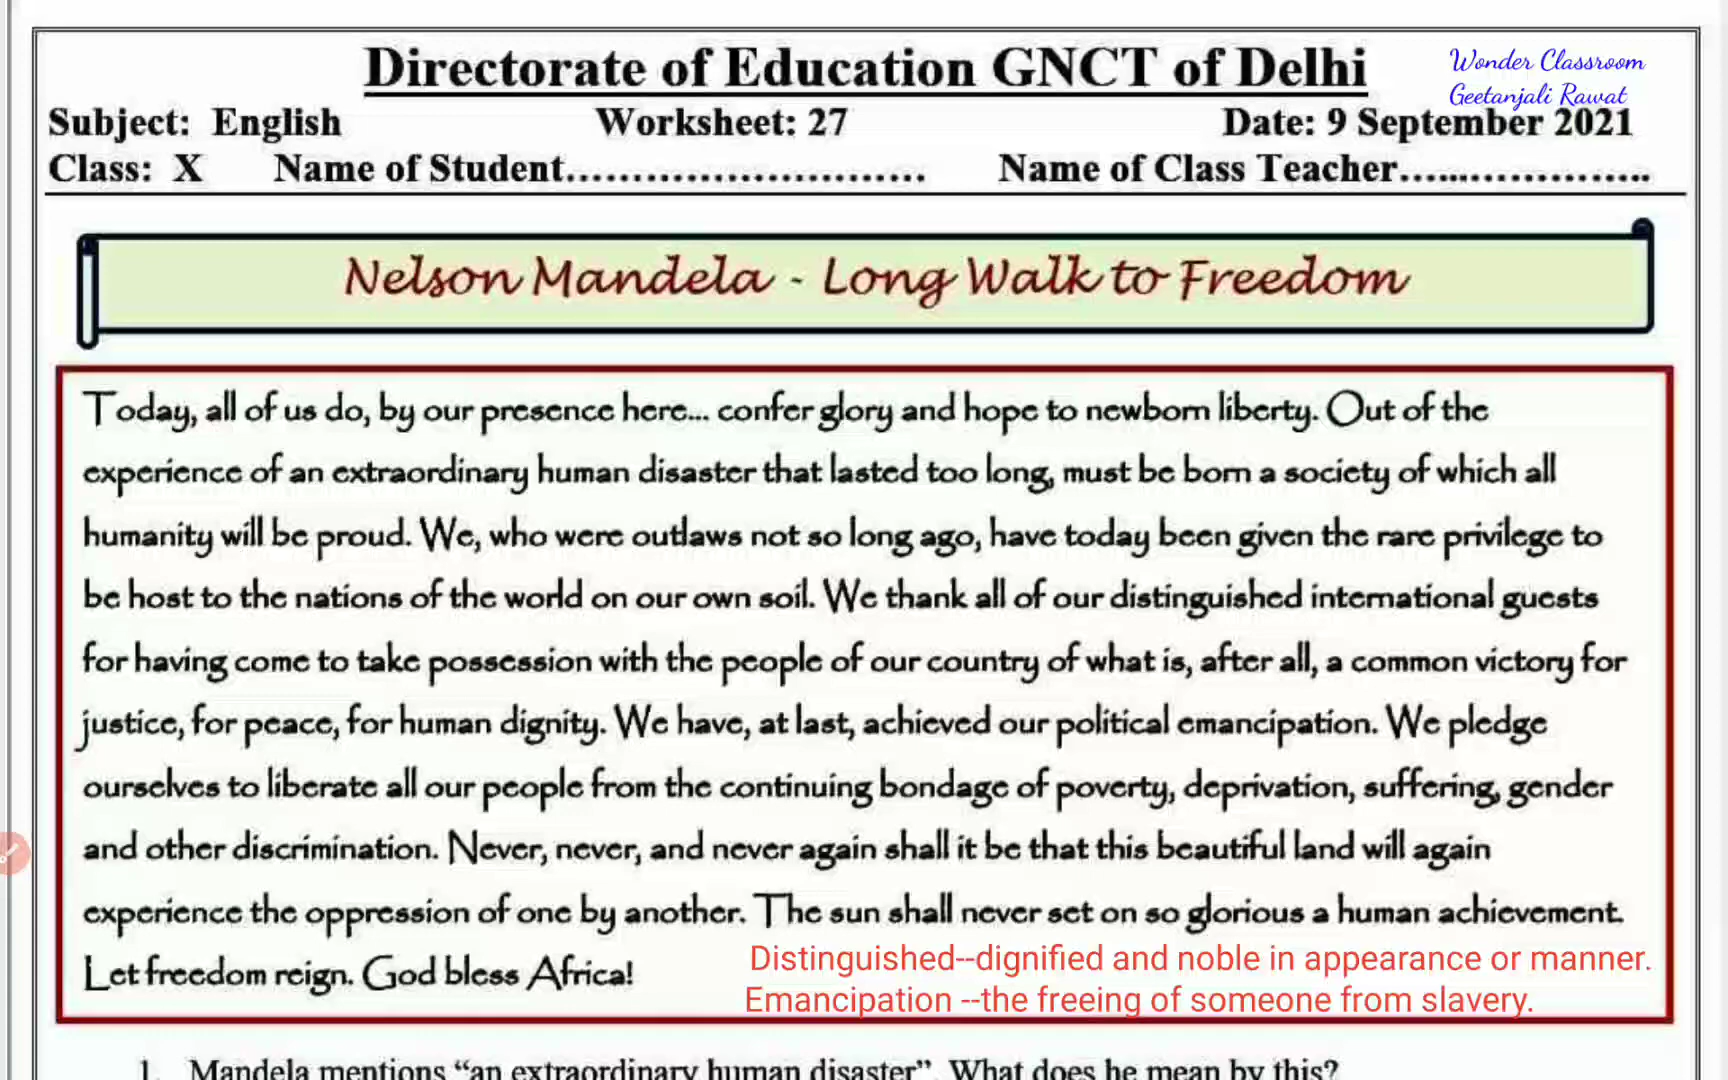 Directorate of Education GNCT of Delhi
Wonder Classroom
Geetanjali Rawat
Subject: English Worksheet: 27 Date: 9 September 2021
Class: X Name of Student........................... Name of Class Teacher......................
Nelson Mandela - Long Walk to Freedom
Today, all of us do, by our presence here... confer glory and hope to newborn liberty. Out of the
experience of an extraordinary human disaster that lasted too long, must be born a society of which all
humanity will be proud. We, who were outlaws not so long ago, have today been given the rare privilege to
be host to the nations of the world on our own soil. We thank all of our distinguished international guests
for having come to take possession with the people of our country of what is, after all, a common victory for
justice, for peace, for human dignity. We have, at last, achieved our political emancipation. We pledge
ourselves to liberate all our people from the continuing bondage of poverty, deprivation, suffering, gender
and other discrimination. Never, never, and never again shall it be that this beautiful land will again
experience the oppression of one by another. The sun shall never set on so glorious a human achievement.
Let freedom reign. God bless Africa!
Distinguished--dignified and noble in appearance or manner.
Emancipation --the freeing of someone from slavery.
1. Mandela mentions “an extraordinary human disaster”. What does he mean by this?